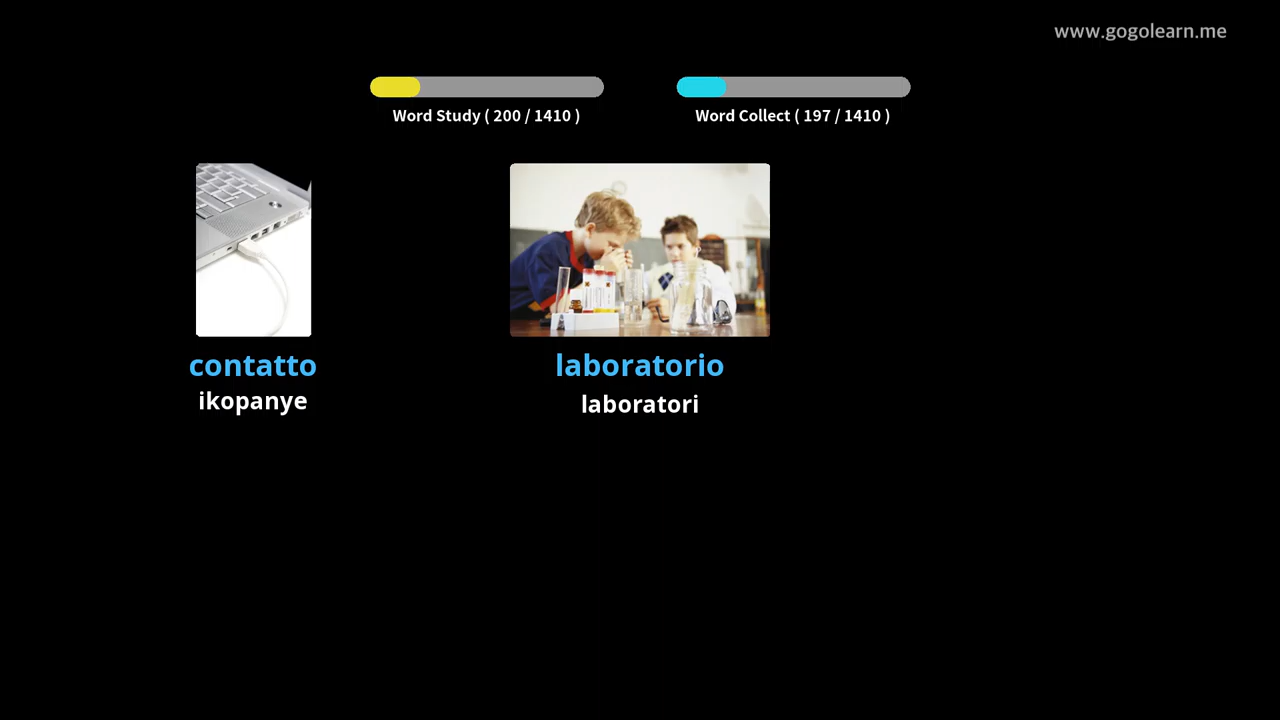 www.gogolearn.me
Word Study ( 200 / 1410 )
Word Collect ( 197 / 1410 )
contatto
ikopanye
laboratorio
laboratori